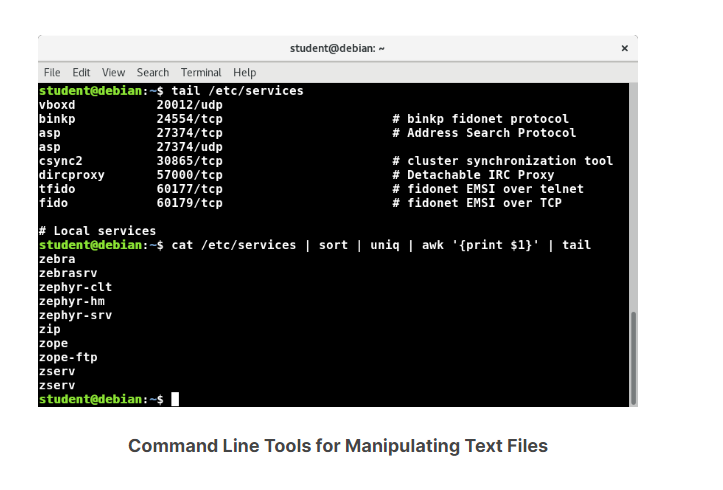 student@debian: ~ ×
File Edit View Search Terminal Help
student@debian:~$ tail /etc/services
vboxd 20012/udp
binkp 24554/tcp # binkp fidonet protocol
asp 27374/tcp # Address Search Protocol
asp 27374/udp
csync2 30865/tcp # cluster synchronization tool
dircproxy 57000/tcp # Detachable IRC Proxy
tfido 60177/tcp # fidonet EMSI over telnet
fido 60179/tcp # fidonet EMSI over TCP
# Local services
student@debian:~$ cat /etc/services | sort | uniq | awk '{print $1}' | tail
zebra
zebrasrv
zephyr-clt
zephyr-hm
zephyr-srv
zip
zope
zope-ftp
zserv
zserv
student@debian:~$
Command Line Tools for Manipulating Text Files